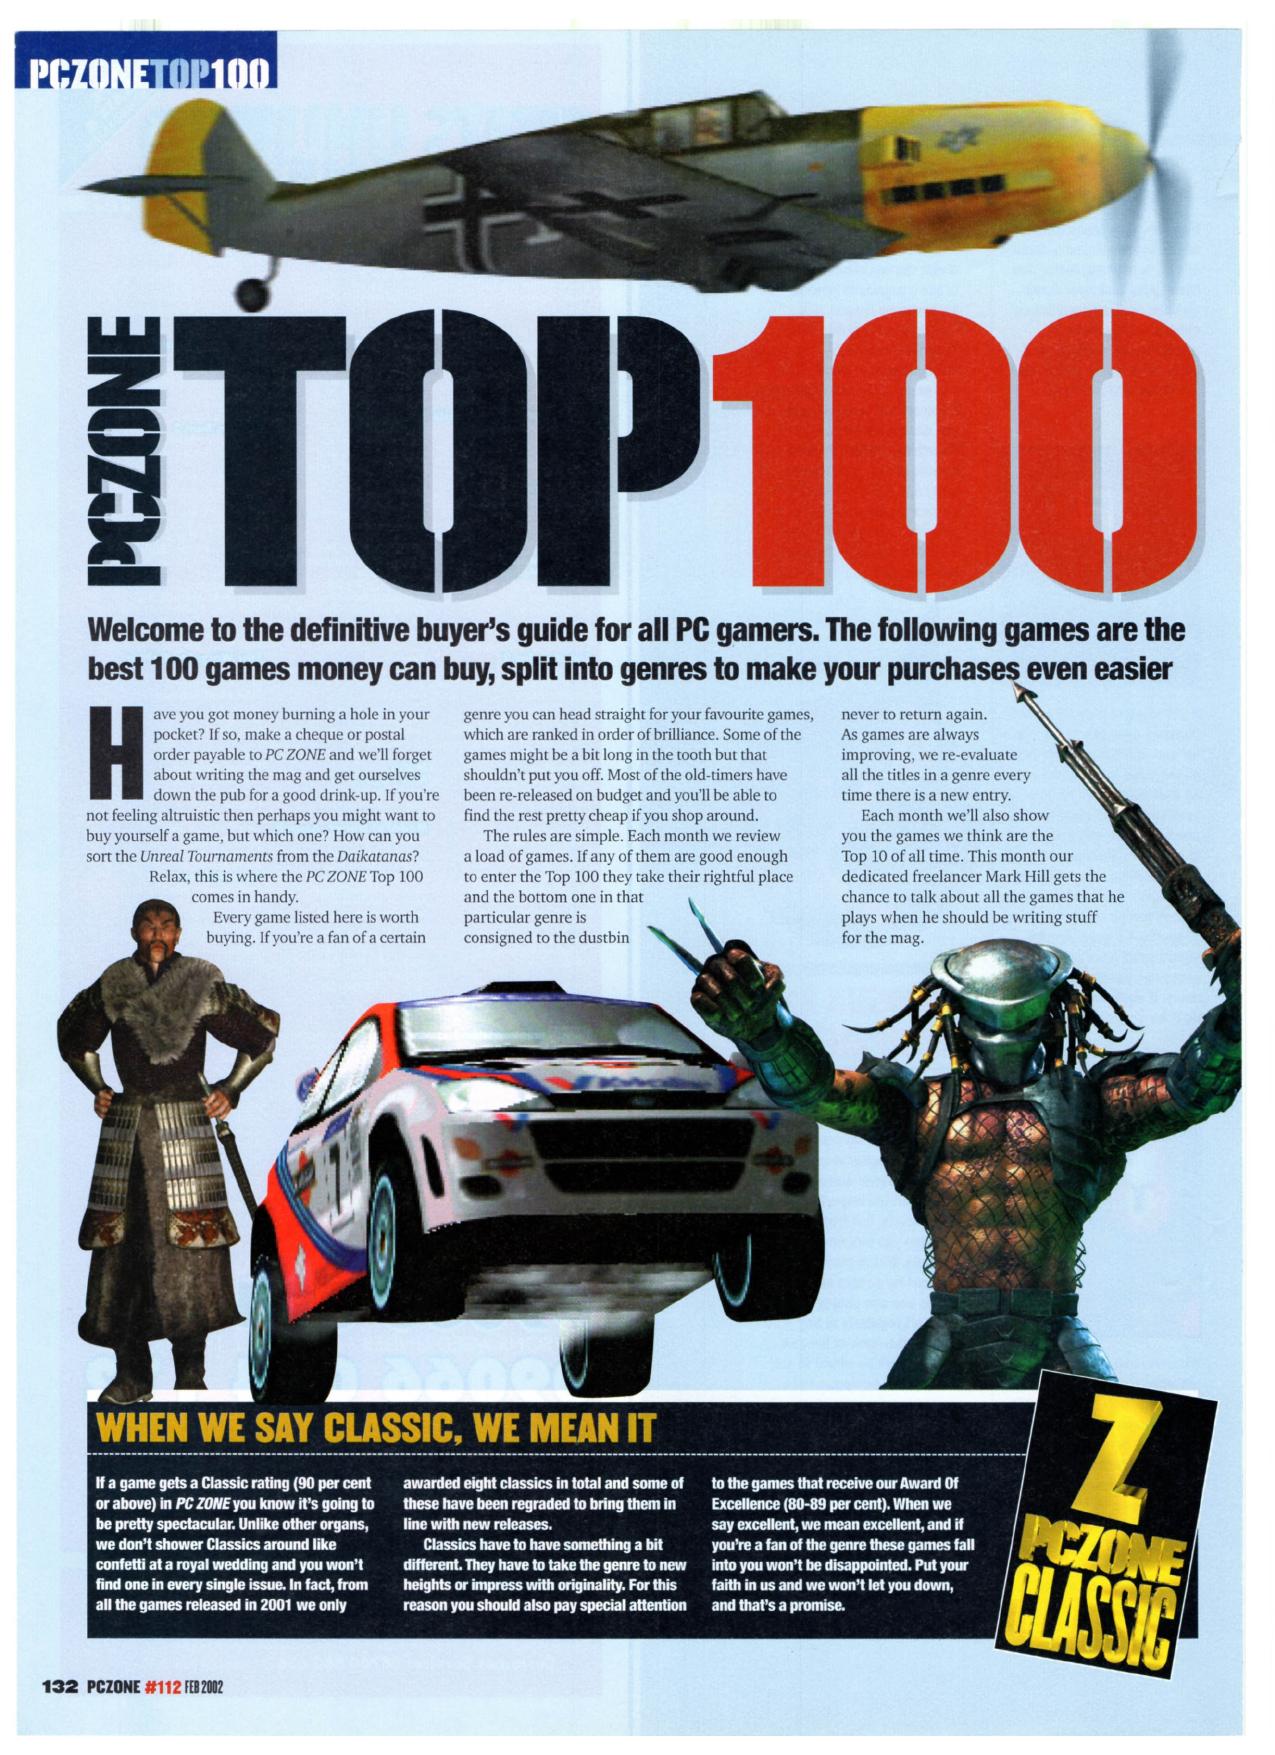 PCZONETOP100
PCZONE
TOP100
Welcome to the definitive buyer's guide for all PC gamers. The following games are the
best 100 games money can buy, split into genres to make your purchases even easier
Have you got money burning a hole in your
pocket? If so, make a cheque or postal
order payable to PC ZONE and we'll forget
about writing the mag and get ourselves
down the pub for a good drink-up. If you're
not feeling altruistic then perhaps you might want to
buy yourself a game, but which one? How can you
sort the Unreal Tournaments from the Daikatanas?
Relax, this is where the PC ZONE Top 100
comes in handy.
Every game listed here is worth
buying. If you're a fan of a certain
genre you can head straight for your favourite games,
which are ranked in order of brilliance. Some of the
games might be a bit long in the tooth but that
shouldn't put you off. Most of the old-timers have
been re-released on budget and you'll be able to
find the rest pretty cheap if you shop around.
The rules are simple. Each month we review
a load of games. If any of them are good enough
to enter the Top 100 they take their rightful place
and the bottom one in that
particular genre is
consigned to the dustbin
never to return again.
As games are always
improving, we re-evaluate
all the titles in a genre every
time there is a new entry.
Each month we'll also show
you the games we think are the
Top 10 of all time. This month our
dedicated freelancer Mark Hill gets the
chance to talk about all the games that he
plays when he should be writing stuff
for the mag.
WHEN WE SAY CLASSIC, WE MEAN IT
If a game gets a Classic rating (90 per cent
or above) in PC ZONE you know it's going to
be pretty spectacular. Unlike other organs,
we don't shower Classics around like
confetti at a royal wedding and you won't
find one in every single issue. In fact, from
all the games released in 2001 we only
awarded eight classics in total and some of
these have been regraded to bring them in
line with new releases.
Classics have to have something a bit
different. They have to take the genre to new
heights or impress with originality. For this
reason you should also pay special attention
to the games that receive our Award Of
Excellence (80-89 per cent). When we
say excellent, we mean excellent, and if
you're a fan of the genre these games fall
into you won't be disappointed. Put your
faith in us and we won't let you down,
and that's a promise.
Z
PCZONE
CLASSIC
132 PCZONE #112 FEB 2002